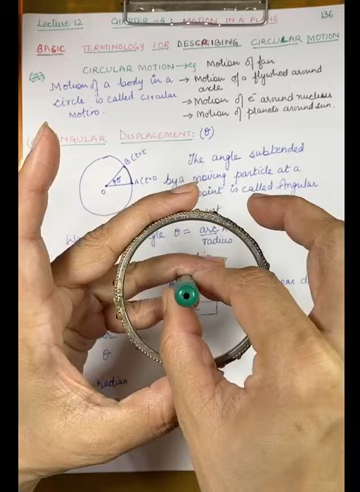 Lecture 12 CHAPTER-4: MOTION IN A PLANE 136
BASIC TERMINOLOGY FOR DESCRIBING CIRCULAR MOTION
(A) CIRCULAR MOTION → eg Motion of fan
Motion of a body in a → Motion of a flywheel around
circle is called circular axle
motion. → Motion of e⁻ around nucleus
→ Motion of planets around sun.
ANGULAR DISPLACEMENT: (θ)
B(t=t
The angle subtended
θ
A(t=0
by a moving particle at a
O
point is called Angular
angle θ = arc
radius
θ
radian